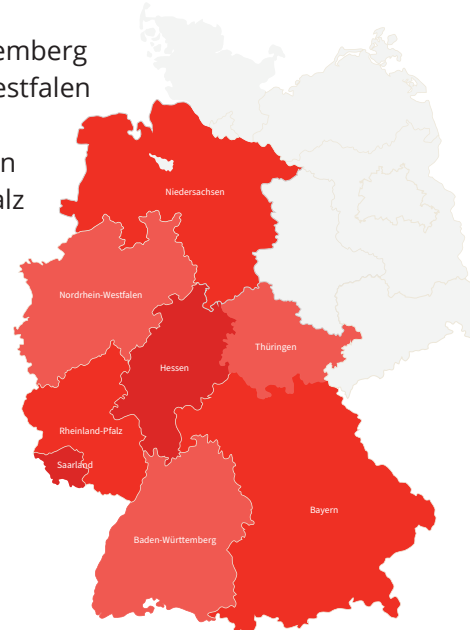 emberg
estfalen
n
alz
Niedersachsen
Nordrhein-Westfalen
Thüringen
Hessen
Rheinland-Pfalz
Saarland
Bayern
Baden-Württemberg